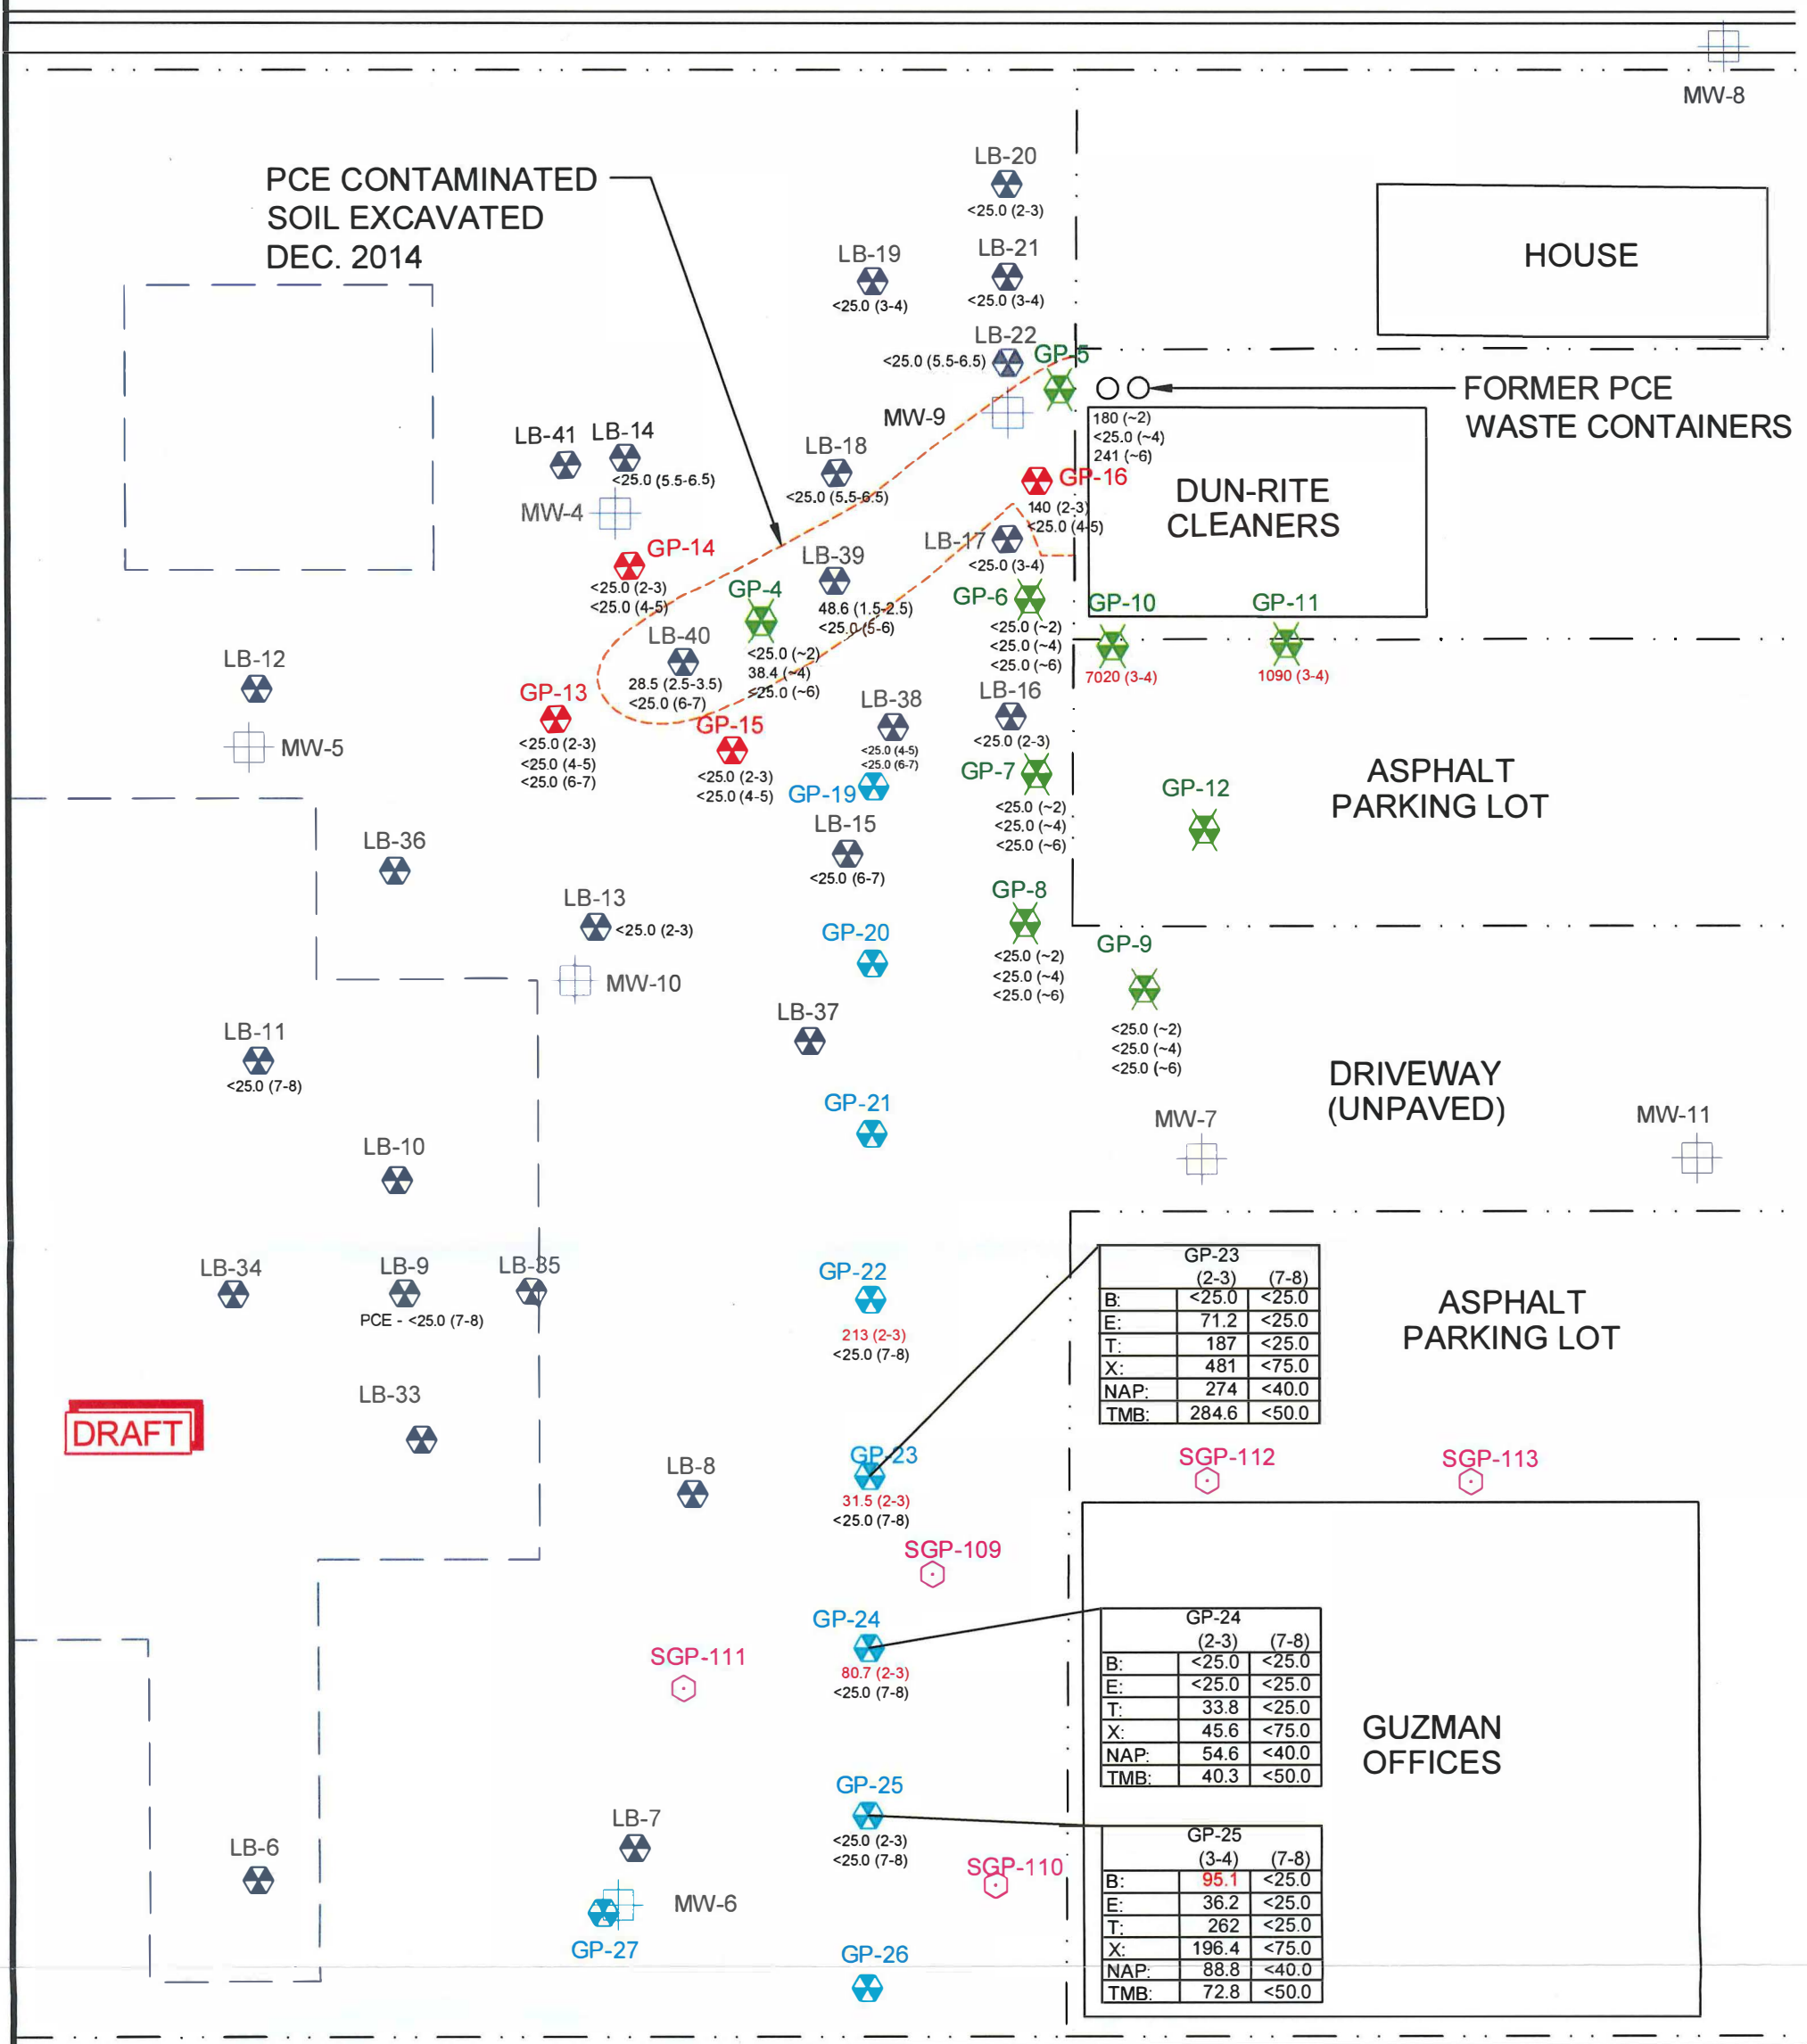 MW-8
PCE CONTAMINATED
SOIL EXCAVATED
DEC. 2014
LB-20
<25.0 (2-3)
HOUSE
LB-19
<25.0 (3-4)
LB-21
<25.0 (3-4)
LB-22
<25.0 (5.5-6.5)
GP-5
FORMER PCE
WASTE CONTAINERS
MW-9
180 (~2)
<25.0 (~4)
241 (~6)
DUN-RITE
CLEANERS
LB-41
LB-14
<25.0 (5.5-6.5)
MW-4
LB-18
<25.0 (5.5-6.5)
GP-16
140 (2-3)
<25.0 (4-5)
LB-17
<25.0 (3-4)
GP-14
<25.0 (2-3)
<25.0 (4-5)
LB-39
48.6 (1.5-2.5)
<25.0 (5-6)
GP-4
<25.0 (~2)
38.4 (~4)
<25.0 (~6)
GP-6
<25.0 (~2)
<25.0 (~4)
<25.0 (~6)
GP-10
7020 (3-4)
GP-11
1090 (3-4)
LB-40
28.5 (2.5-3.5)
<25.0 (6-7)
LB-12
MW-5
GP-13
<25.0 (2-3)
<25.0 (4-5)
<25.0 (6-7)
GP-15
<25.0 (2-3)
<25.0 (4-5)
LB-38
<25.0 (4-5)
<25.0 (6-7)
LB-16
<25.0 (2-3)
GP-7
<25.0 (~2)
<25.0 (~4)
<25.0 (~6)
GP-19
GP-12
ASPHALT
PARKING LOT
LB-15
<25.0 (6-7)
LB-36
LB-13
<25.0 (2-3)
MW-10
GP-20
GP-8
<25.0 (~2)
<25.0 (~4)
<25.0 (~6)
GP-9
<25.0 (~2)
<25.0 (~4)
<25.0 (~6)
LB-11
<25.0 (7-8)
LB-37
GP-21
DRIVEWAY
(UNPAVED)
MW-7
MW-11
LB-10
LB-34
LB-9
PCE - <25.0 (7-8)
LB-35
GP-22
213 (2-3)
<25.0 (7-8)
GP-23
(2-3) (7-8)
B: <25.0 <25.0
E: 71.2 <25.0
T: 187 <25.0
X: 481 <75.0
NAP: 274 <40.0
TMB: 284.6 <50.0
ASPHALT
PARKING LOT
DRAFT
LB-33
LB-8
GP-23
31.5 (2-3)
<25.0 (7-8)
SGP-112
SGP-113
SGP-109
GP-24
80.7 (2-3)
<25.0 (7-8)
SGP-111
GP-24
(2-3) (7-8)
B: <25.0 <25.0
E: <25.0 <25.0
T: 33.8 <25.0
X: 45.6 <75.0
NAP: 54.6 <40.0
TMB: 40.3 <50.0
GUZMAN
OFFICES
GP-25
<25.0 (2-3)
<25.0 (7-8)
GP-25
(3-4) (7-8)
B: 95.1 <25.0
E: 36.2 <25.0
T: 262 <25.0
X: 196.4 <75.0
NAP: 88.8 <40.0
TMB: 72.8 <50.0
LB-6
LB-7
MW-6
GP-27
SGP-110
GP-26